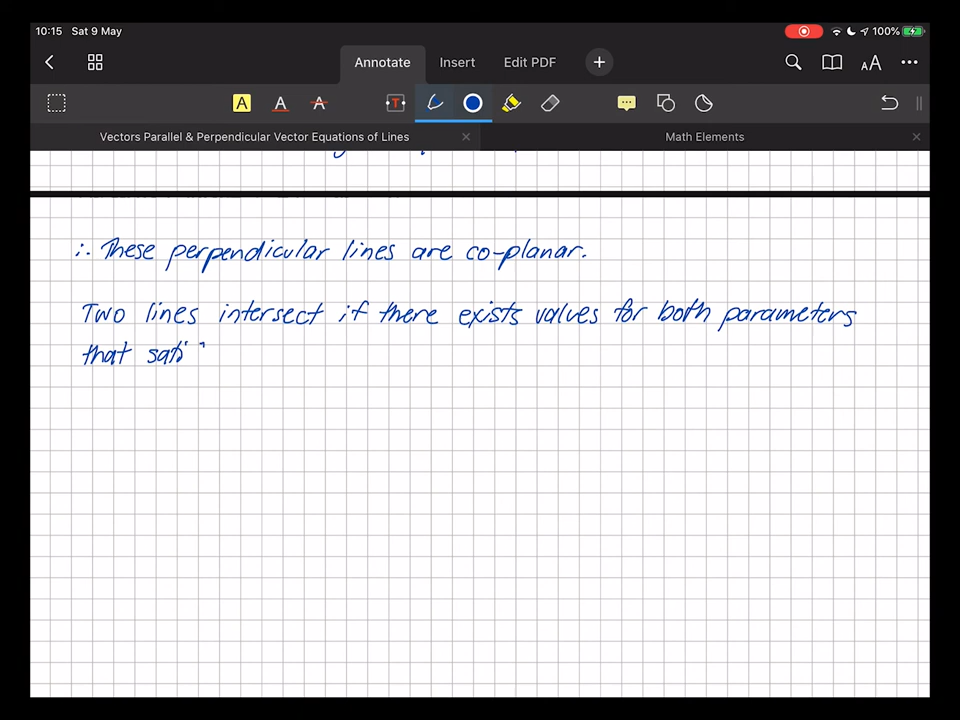 10:15 Sat 9 May
100%
Annotate Insert Edit PDF
A A T T AA
Vectors Parallel & Perpendicular Vector Equations of Lines
Math Elements
∴ These perpendicular lines are co-planar.
Two lines intersect if there exists values for both parameters
that sati